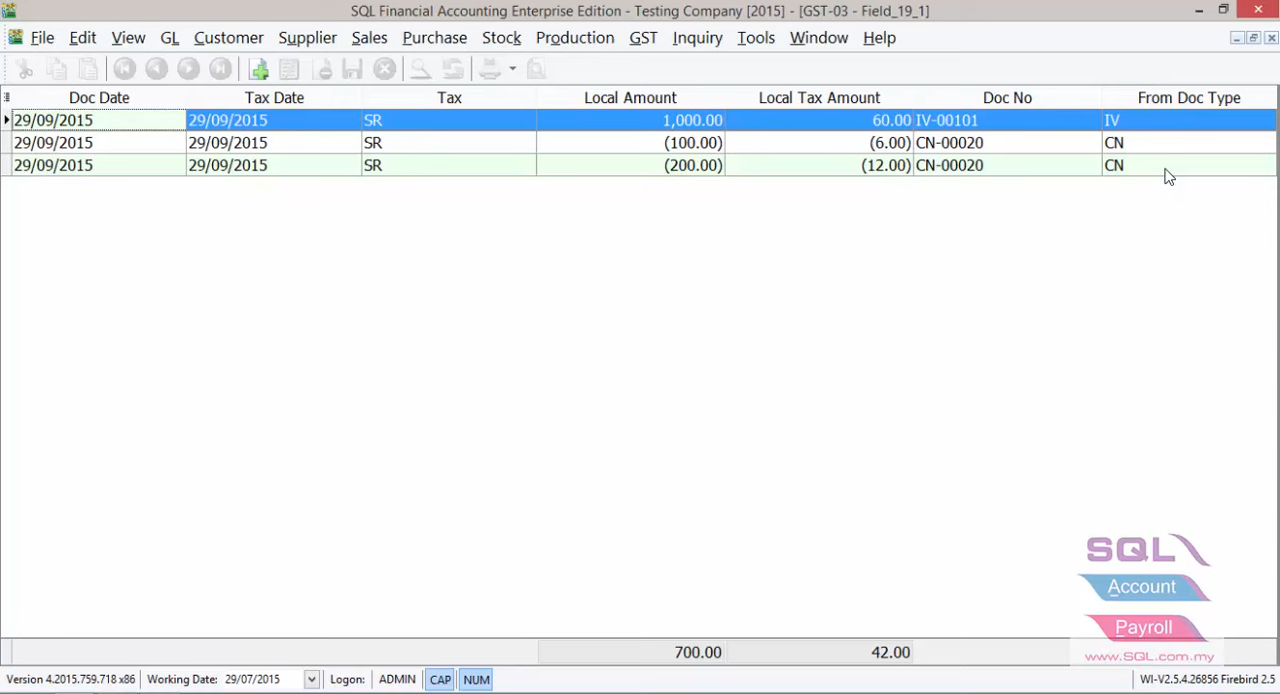 SQL Financial Accounting Enterprise Edition - Testing Company [2015] - [GST-03 - Field_19_1]
File Edit View GL Customer Supplier Sales Purchase Stock Production GST Inquiry Tools Window Help
Doc Date Tax Date Tax Local Amount Local Tax Amount Doc No From Doc Type
29/09/2015 29/09/2015 SR 1,000.00 60.00 IV-00101 IV
29/09/2015 29/09/2015 SR (100.00) (6.00) CN-00020 CN
29/09/2015 29/09/2015 SR (200.00) (12.00) CN-00020 CN
SQL
Account
Payroll
www.SQL.com.my
700.00 42.00
Version 4.2015.759.718 x86 Working Date: 29/07/2015 Logon: ADMIN CAP NUM WI-V2.5.4.26856 Firebird 2.5